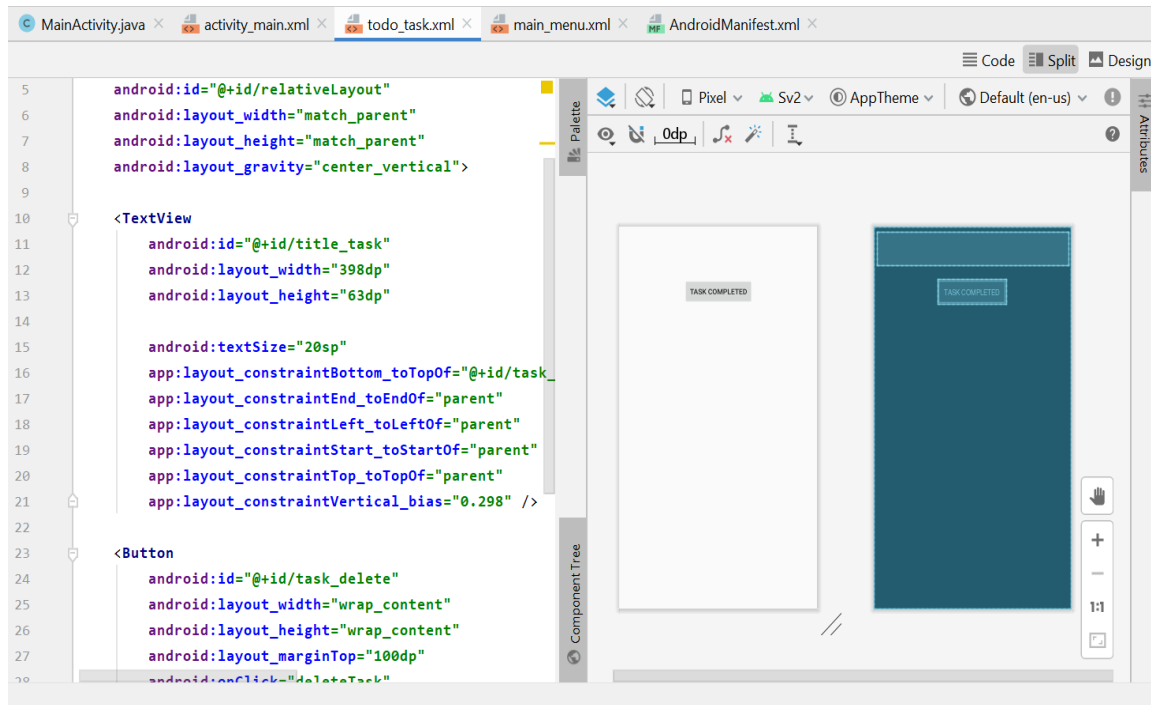 C MainActivity.java activity_main.xml todo_task.xml main_menu.xml MF AndroidManifest.xml
Code Split Design
Pixel Sv2 AppTheme Default (en-us)
0dp
Palette
Attributes
Component Tree
5 android:id="@+id/relativeLayout"
6 android:layout_width="match_parent"
7 android:layout_height="match_parent"
8 android:layout_gravity="center_vertical">
9
10 <TextView
11 android:id="@+id/title_task"
12 android:layout_width="398dp"
13 android:layout_height="63dp"
14
15 android:textSize="20sp"
16 app:layout_constraintBottom_toTopOf="@+id/task_
17 app:layout_constraintEnd_toEndOf="parent"
18 app:layout_constraintLeft_toLeftOf="parent"
19 app:layout_constraintStart_toStartOf="parent"
20 app:layout_constraintTop_toTopOf="parent"
21 app:layout_constraintVertical_bias="0.298" />
22
23 <Button
24 android:id="@+id/task_delete"
25 android:layout_width="wrap_content"
26 android:layout_height="wrap_content"
27 android:layout_marginTop="100dp"
28 android:onClick="deleteTask"
TASK COMPLETED
TASK COMPLETED
1:1